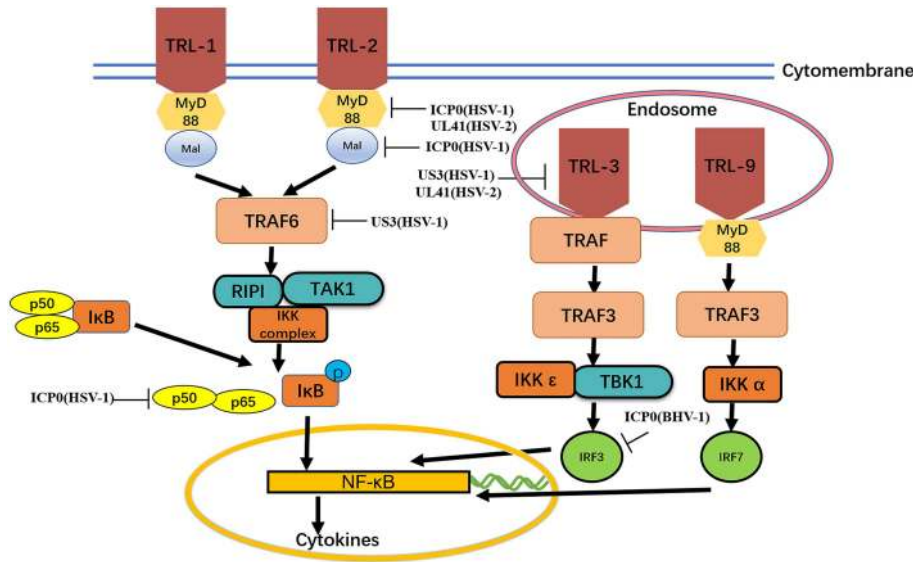 TRL-1
TRL-2
Cytomembrane
MyD
88
MyD
88
ICP0(HSV-1)
UL41(HSV-2)
Endosome
Mal
Mal
ICP0(HSV-1)
TRL-3
TRL-9
US3(HSV-1)
UL41(HSV-2)
TRAF6
US3(HSV-1)
TRAF
MyD
88
RIPI
TAK1
IKK
complex
TRAF3
TRAF3
p50
p65
IκB
IκB
p
IKK ε
TBK1
IKK α
ICP0(HSV-1)
p50
p65
ICP0(BHV-1)
IRF3
IRF7
NF-κB
Cytokines